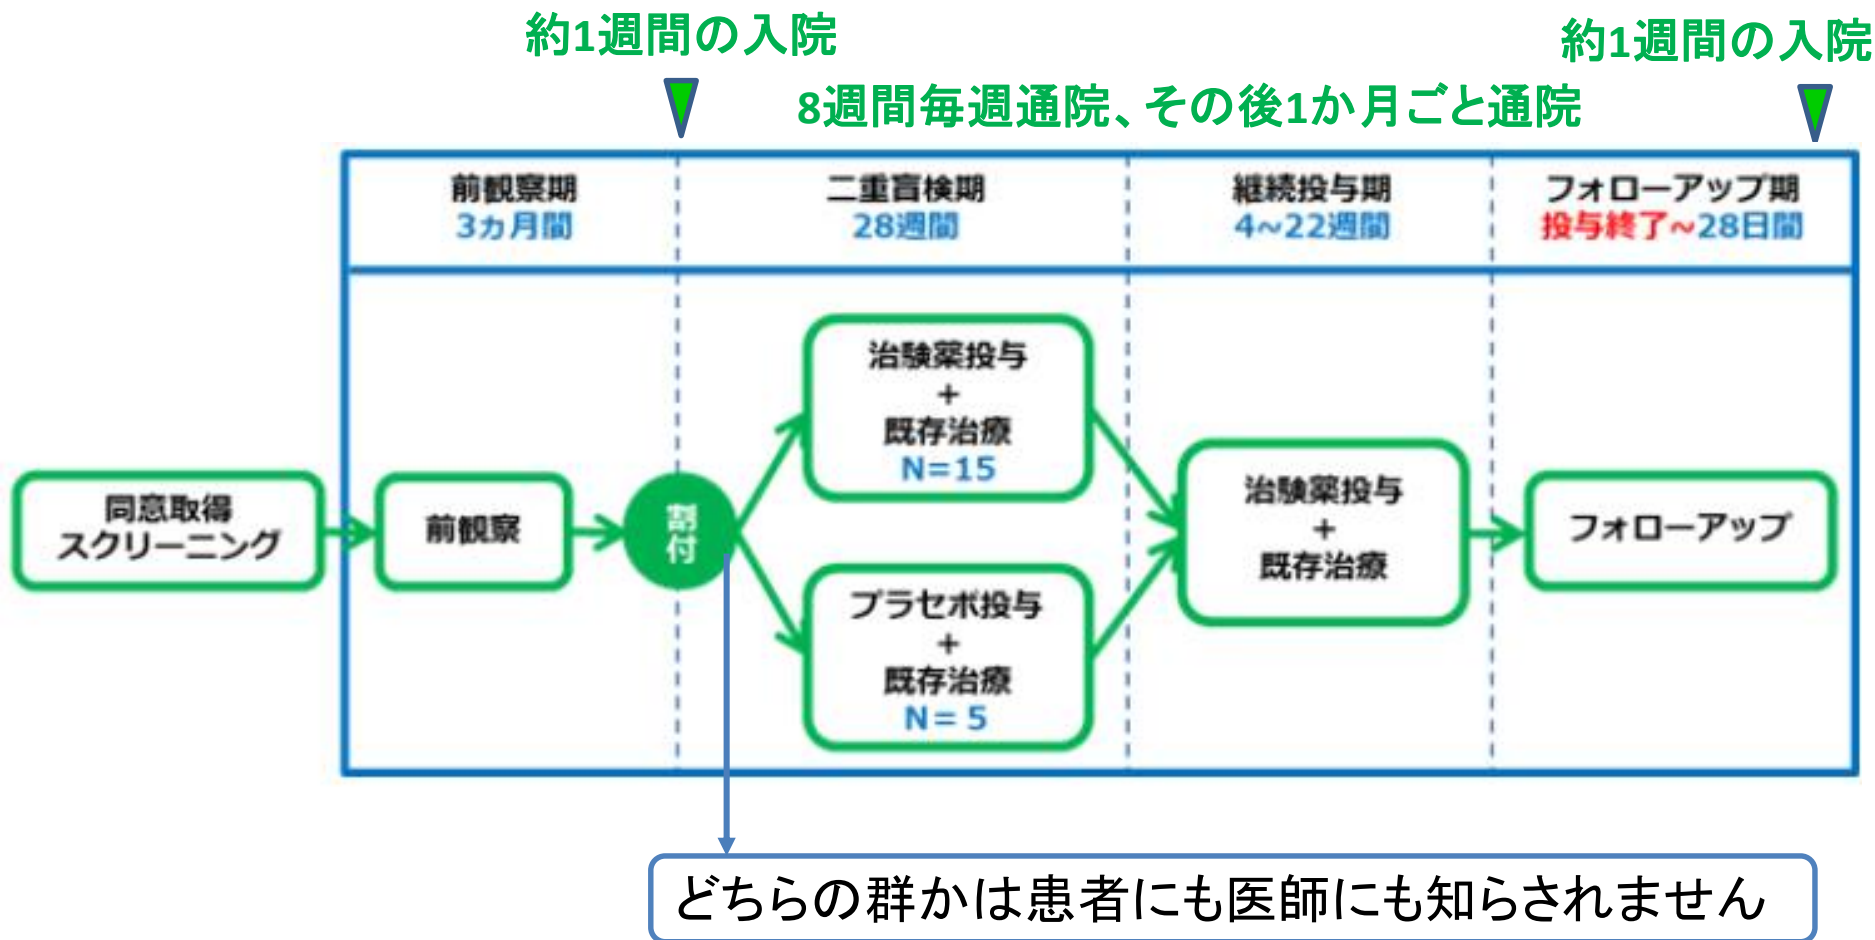 約1週間の入院
約1週間の入院
8週間毎週通院、その後1か月ごと通院
前観察期
3カ月間
二重盲検期
28週間
継続投与期
4~22週間
フォローアップ期
投与終了~28日間
同意取得
スクリーニング
前観察
割
付
治験薬投与
+
既存治療
N=15
プラセボ投与
+
既存治療
N= 5
治験薬投与
+
既存治療
フォローアップ
どちらの群かは患者にも医師にも知らされません